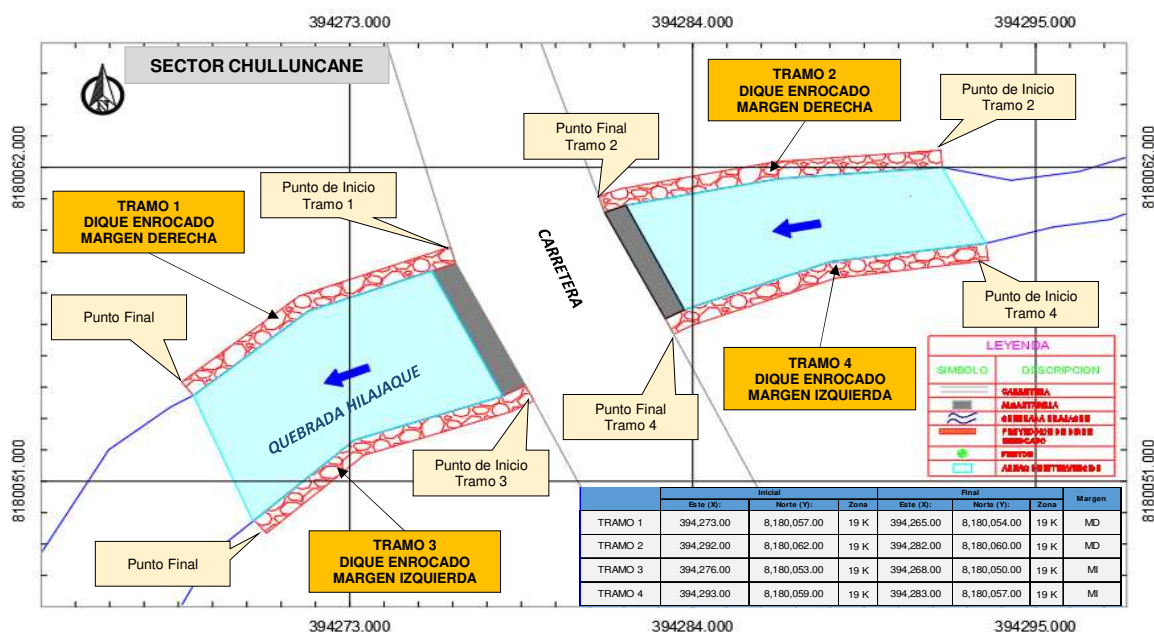 394273.000
394284.000
394295.000
SECTOR CHULLUNCANE
N
TRAMO 2
DIQUE ENROCADO
MARGEN DERECHA
Punto de Inicio
Tramo 2
Punto Final
Tramo 2
8180062.000
8180062.000
Punto de Inicio
Tramo 1
TRAMO 1
DIQUE ENROCADO
MARGEN DERECHA
CARRETERA
Punto Final
Punto de Inicio
Tramo 4
QUEBRADA HILAJAQUE
TRAMO 4
DIQUE ENROCADO
MARGEN IZQUIERDA
Punto Final
Tramo 4
LEYENDA
SIMBOLO DESCRIPCION
CARRETERA
ALCANTARILLA
PUNTOS
Punto de Inicio
Tramo 3
8180051.000
8180051.000
Punto Final
TRAMO 3
DIQUE ENROCADO
MARGEN IZQUIERDA
Inicial Final Margen
Este (X): Norte (Y): Zona Este (X): Norte (Y): Zona
TRAMO 1 394,273.00 8,180,057.00 19 K 394,265.00 8,180,054.00 19 K MD
TRAMO 2 394,292.00 8,180,062.00 19 K 394,282.00 8,180,060.00 19 K MD
TRAMO 3 394,276.00 8,180,053.00 19 K 394,268.00 8,180,050.00 19 K MI
TRAMO 4 394,293.00 8,180,059.00 19 K 394,283.00 8,180,057.00 19 K MI
394273.000
394284.000
394295.000